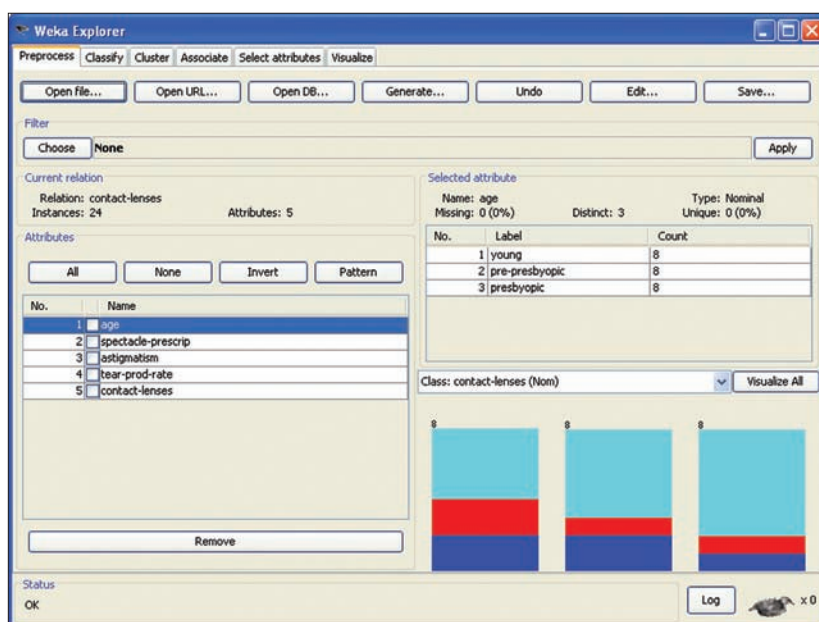 Weka Explorer
Preprocess Classify Cluster Associate Select attributes Visualize
Open file... Open URL... Open DB... Generate... Undo Edit... Save...
Filter
Choose None Apply
Current relation
Relation: contact-lenses
Instances: 24 Attributes: 5
Attributes
All None Invert Pattern
No. Name
1 age
2 spectacle-prescrip
3 astigmatism
4 tear-prod-rate
5 contact-lenses
Remove
Selected attribute
Name: age Type: Nominal
Missing: 0 (0%) Distinct: 3 Unique: 0 (0%)
No. Label Count
1 young 8
2 pre-presbyopic 8
3 presbyopic 8
Class: contact-lenses (Nom) Visualize All
8 8 8
Status
OK
Log x 0